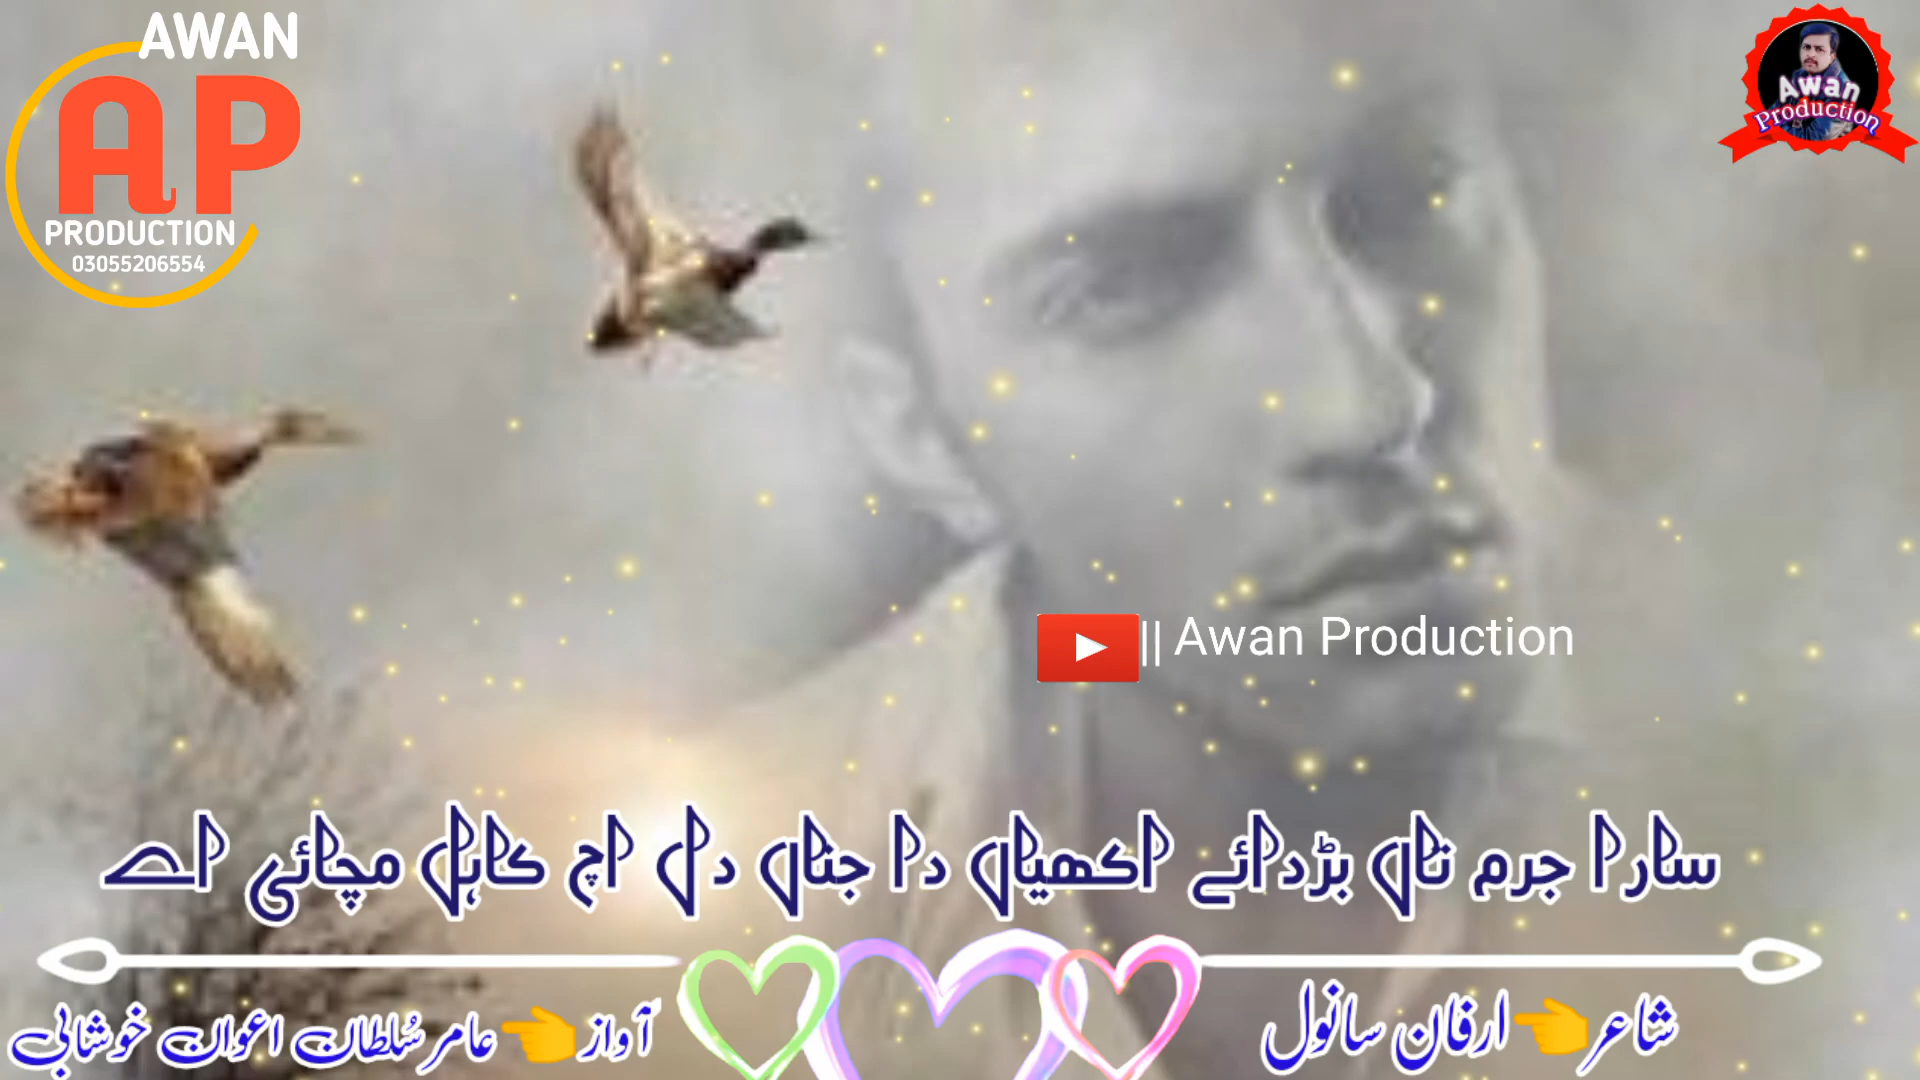 AWAN
AP
PRODUCTION
03055206554
Awan
Production
|| Awan Production
سارا جرم تاں بڑدائے اکھیاں دا جناں دل اچ کاہل مچائی اے
شاعر👈ارفان سانول
آواز👈عامر سُلطان اعوان خوشابی